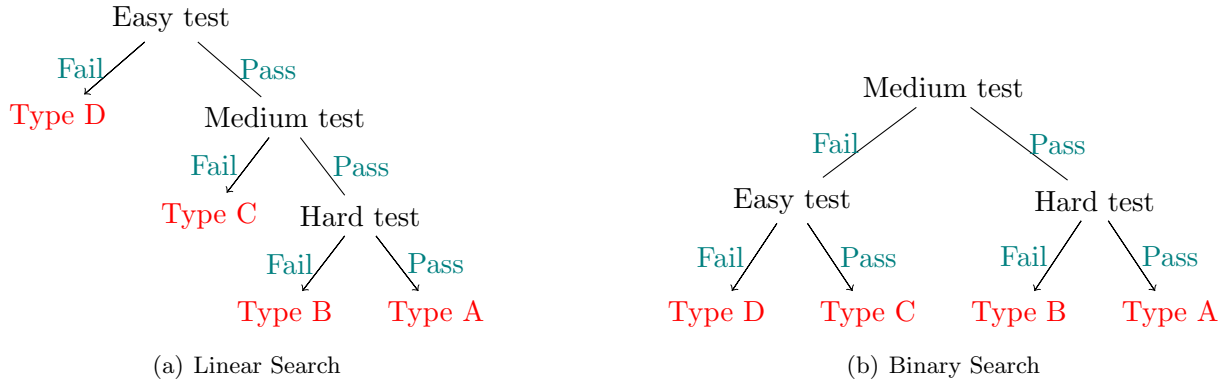 Easy test
Fail
Pass
Type D
Medium test
Fail
Pass
Type C
Hard test
Fail
Pass
Type B
Type A
(a) Linear Search
Medium test
Fail
Pass
Easy test
Hard test
Fail
Pass
Fail
Pass
Type D
Type C
Type B
Type A
(b) Binary Search